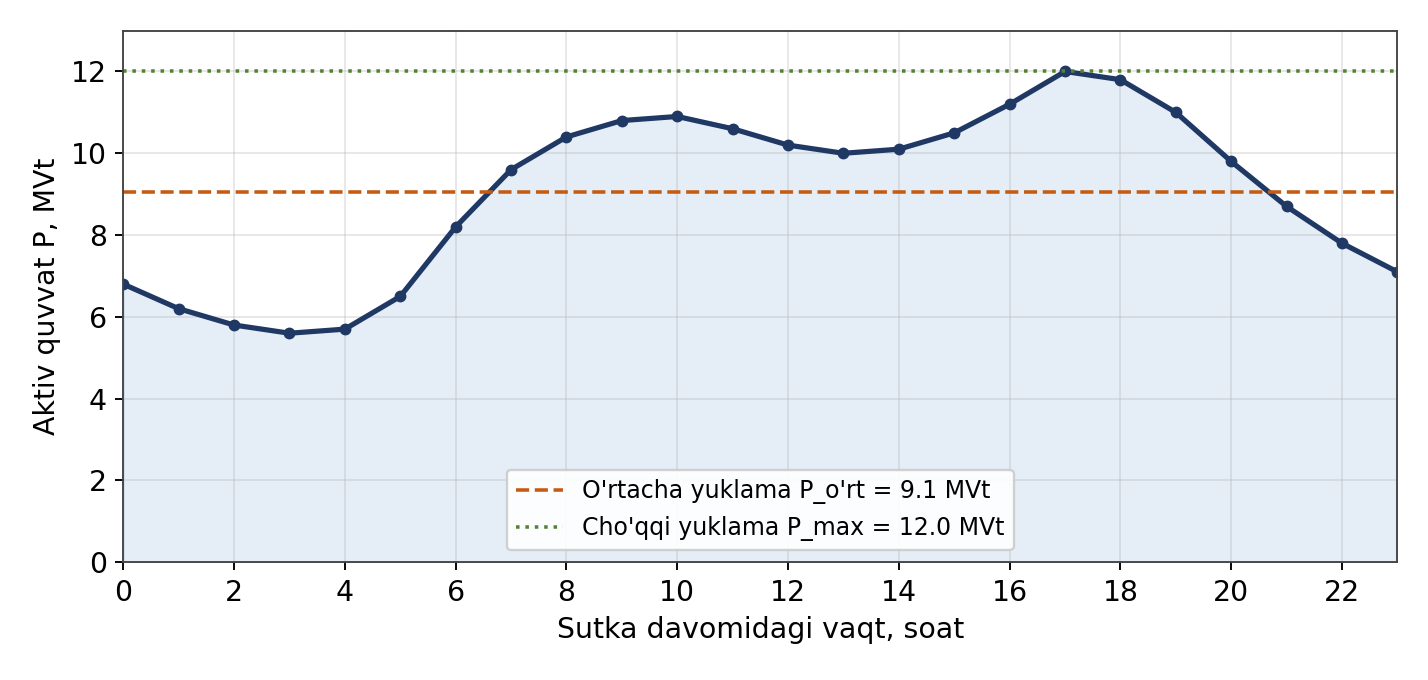 Aktiv quvvat P, MVt
12
10
8
6
4
2
0
O'rtacha yuklama P_o'rt = 9.1 MVt
Cho'qqi yuklama P_max = 12.0 MVt
0 2 4 6 8 10 12 14 16 18 20 22
Sutka davomidagi vaqt, soat